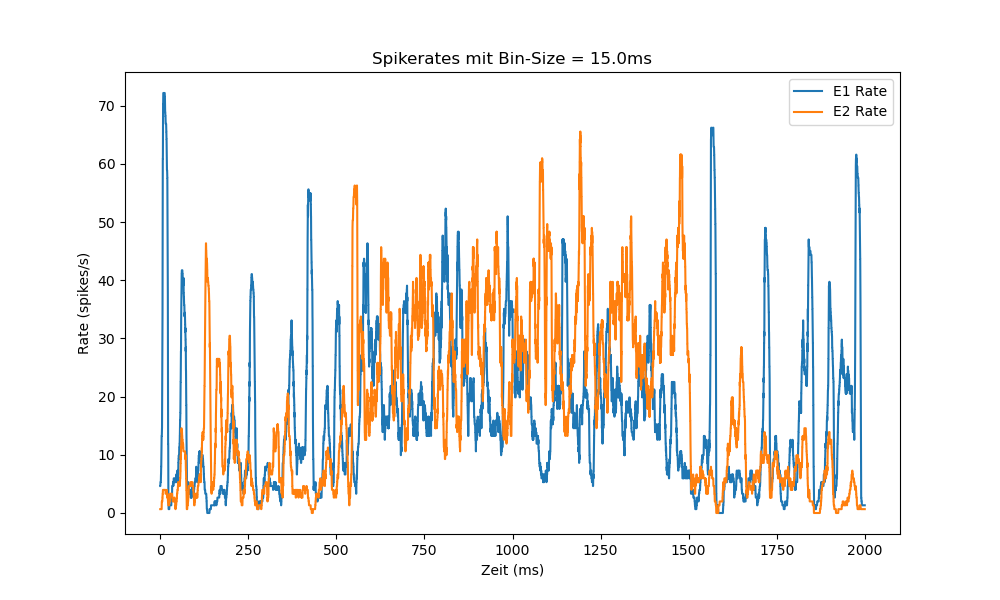 Spikerates mit Bin-Size = 15.0ms
E1 Rate
E2 Rate
Rate (spikes/s)
70
60
50
40
30
20
10
0
0 250 500 750 1000 1250 1500 1750 2000
Zeit (ms)